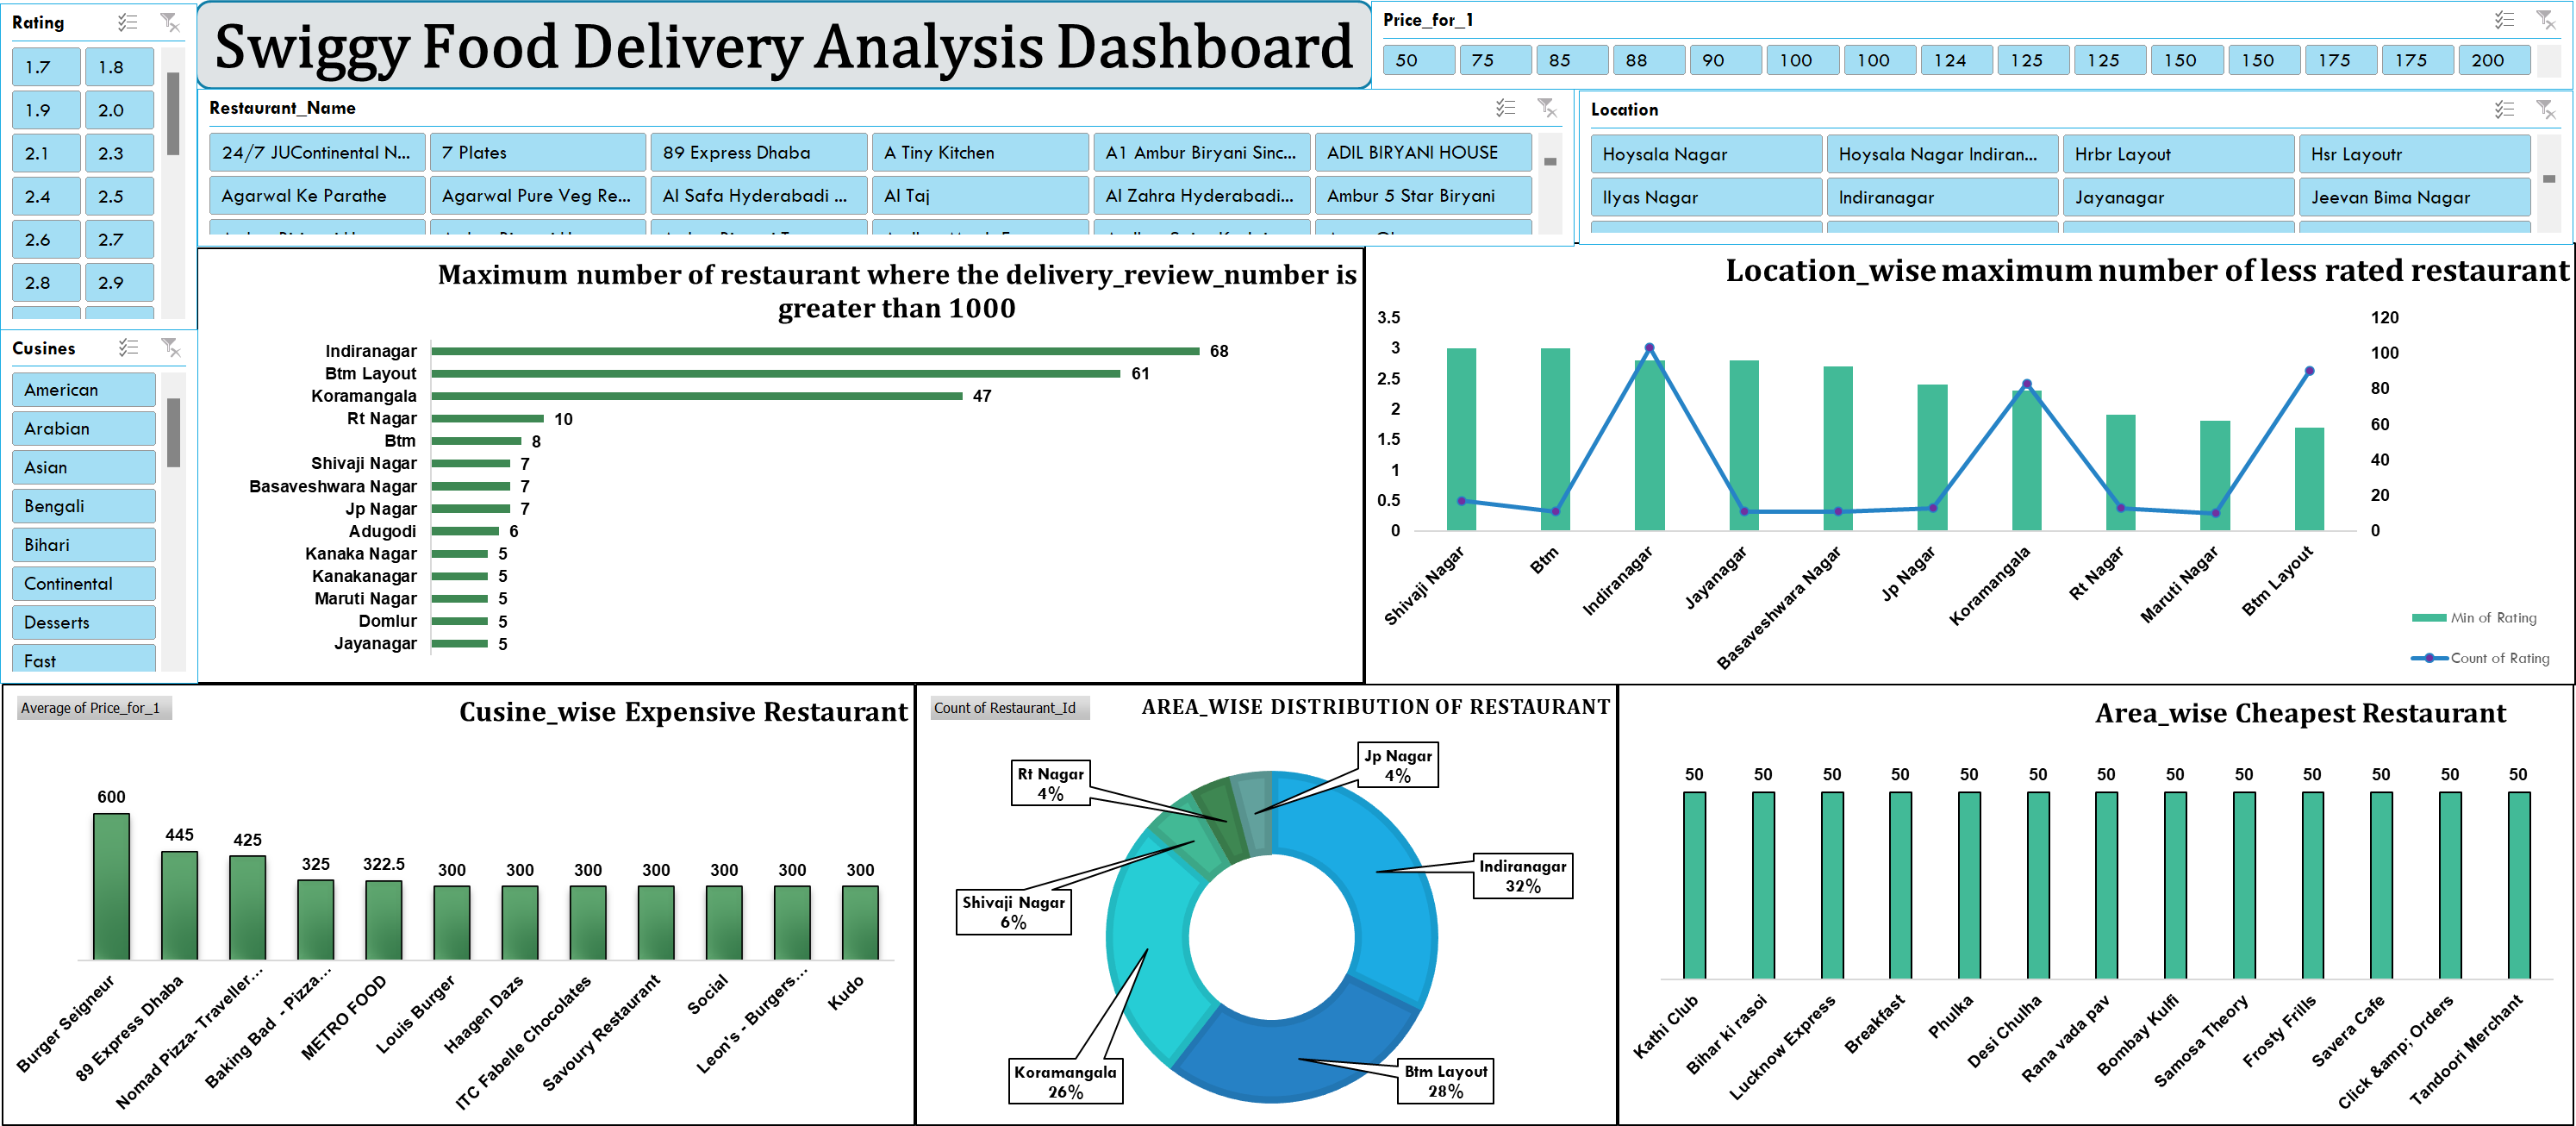 Rating
1.7 1.8
1.9 2.0
2.1 2.3
2.4 2.5
2.6 2.7
2.8 2.9
Swiggy Food Delivery Analysis Dashboard
Price_for_1
50 75 85 88 90 100 100 124 125 125 150 150 175 175 200
Restaurant_Name
24/7 JUContinental N... 7 Plates 89 Express Dhaba A Tiny Kitchen A1 Ambur Biryani Sinc... ADIL BIRYANI HOUSE
Agarwal Ke Parathe Agarwal Pure Veg Re... Al Safa Hyderabadi ... Al Taj Al Zahra Hyderabadi... Ambur 5 Star Biryani
Location
Hoysala Nagar Hoysala Nagar Indiran... Hrbr Layout Hsr Layoutr
Ilyas Nagar Indiranagar Jayanagar Jeevan Bima Nagar
Cusines
American
Arabian
Asian
Bengali
Bihari
Continental
Desserts
Fast
Maximum number of restaurant where the delivery_review_number is
greater than 1000
Indiranagar 68
Btm Layout 61
Koramangala 47
Rt Nagar 10
Btm 8
Shivaji Nagar 7
Basaveshwara Nagar 7
Jp Nagar 7
Adugodi 6
Kanaka Nagar 5
Kanakanagar 5
Maruti Nagar 5
Domlur 5
Jayanagar 5
Location_wise maximum number of less rated restaurant
3.5 120
3 100
2.5 80
2 60
1.5 40
1 20
0.5 0
0
Shivaji Nagar
Btm
Indiranagar
Jayanagar
Basaveshwara Nagar
Jp Nagar
Koramangala
Rt Nagar
Maruti Nagar
Btm Layout
Min of Rating
Count of Rating
Average of Price_for_1
Cusine_wise Expensive Restaurant
600 445 425 325 322.5 300 300 300 300 300 300 300
Burger Seigneur
89 Express Dhaba
Nomad Pizza- Traveller...
Baking Bad - Pizza...
METRO FOOD
Louis Burger
Haagen Dazs
ITC Fabelle Chocolates
Savoury Restaurant
Social
Leon's - Burgers...
Kudo
Count of Restaurant_Id
AREA_WISE DISTRIBUTION OF RESTAURANT
Jp Nagar
4%
Rt Nagar
4%
Indiranagar
32%
Shivaji Nagar
6%
Koramangala
26%
Btm Layout
28%
Area_wise Cheapest Restaurant
50 50 50 50 50 50 50 50 50 50 50 50 50
Kathi Club
Bihar ki rasoi
Lucknow Express
Breakfast
Phulka
Desi Chulha
Rana vada pav
Bombay Kulfi
Samosa Theory
Frosty Frills
Savera Cafe
Click &amp; Orders
Tandoori Merchant